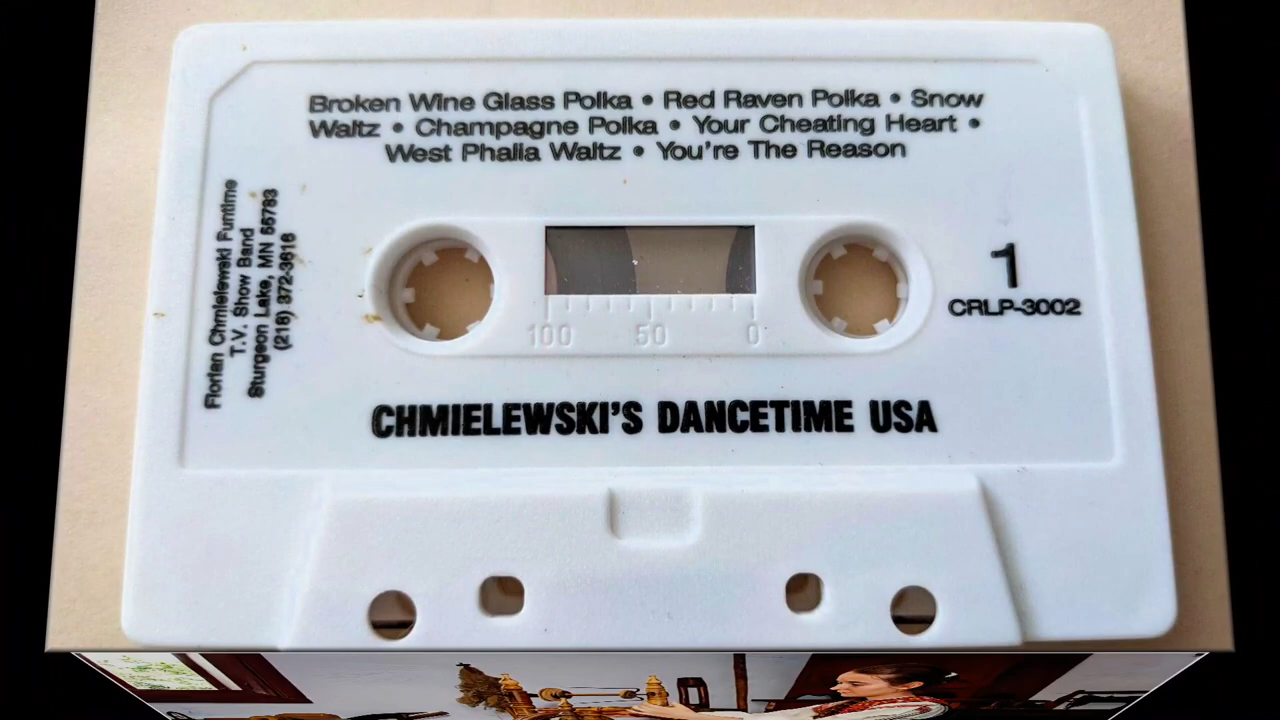 Broken Wine Glass Polka • Red Raven Polka • Snow
Waltz • Champagne Polka • Your Cheating Heart •
West Phalia Waltz • You're The Reason
Florian Chmielewski Funtime
T.V. Show Band
Sturgeon Lake, MN 55783
(218) 372-3616
100 50 0
1
CRLP-3002
CHMIELEWSKI'S DANCETIME USA